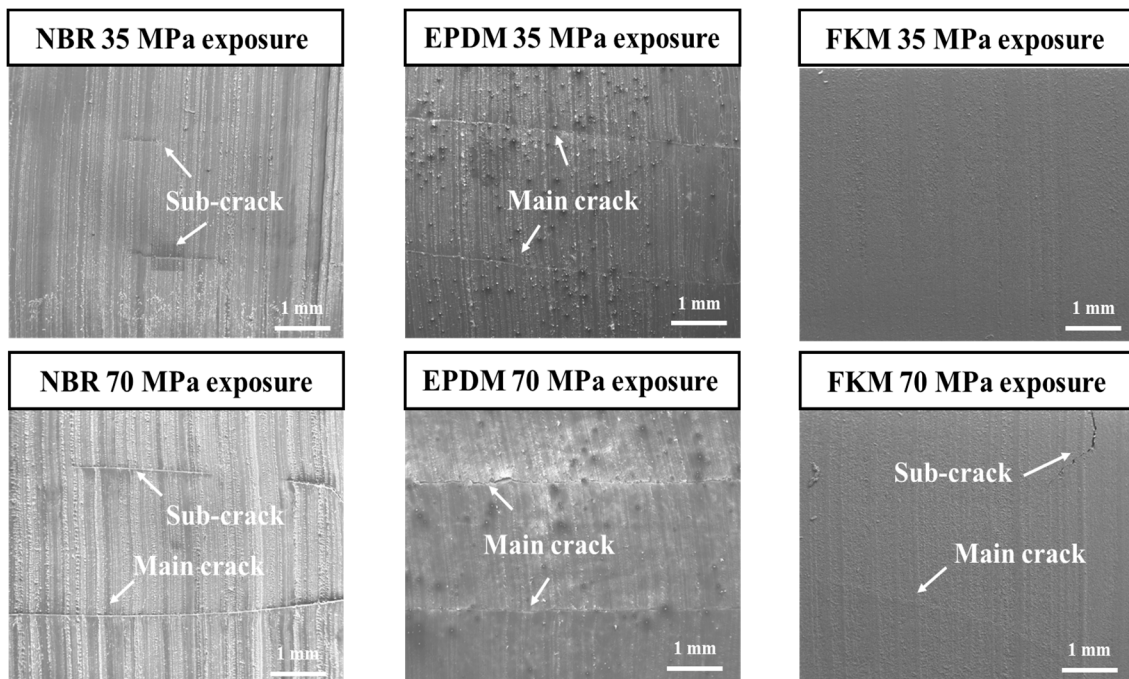 NBR 35 MPa exposure
EPDM 35 MPa exposure
FKM 35 MPa exposure
Sub-crack
1 mm
Main crack
1 mm
1 mm
NBR 70 MPa exposure
EPDM 70 MPa exposure
FKM 70 MPa exposure
Sub-crack
Main crack
1 mm
Main crack
1 mm
Sub-crack
Main crack
1 mm